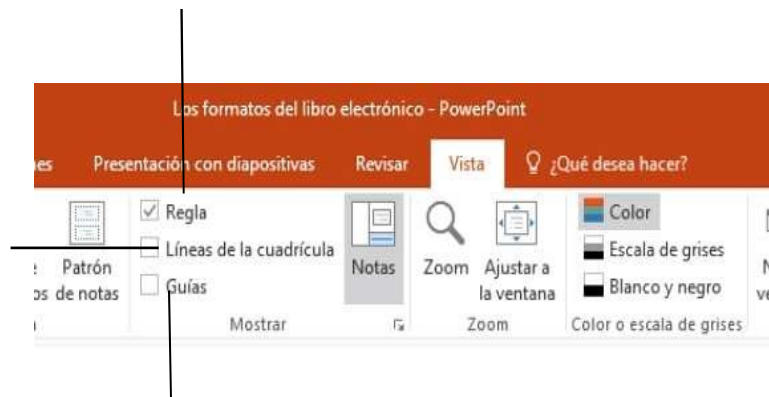 Los formatos del libro electrónico - PowerPoint
Presentación con diapositivas Revisar Vista ¿Qué desea hacer?
Regla
Líneas de la cuadrícula
Guías
Mostrar
Patrón
de notas
Notas
Zoom
Ajustar a
la ventana
Zoom
Color
Escala de grises
Blanco y negro
Color o escala de grises